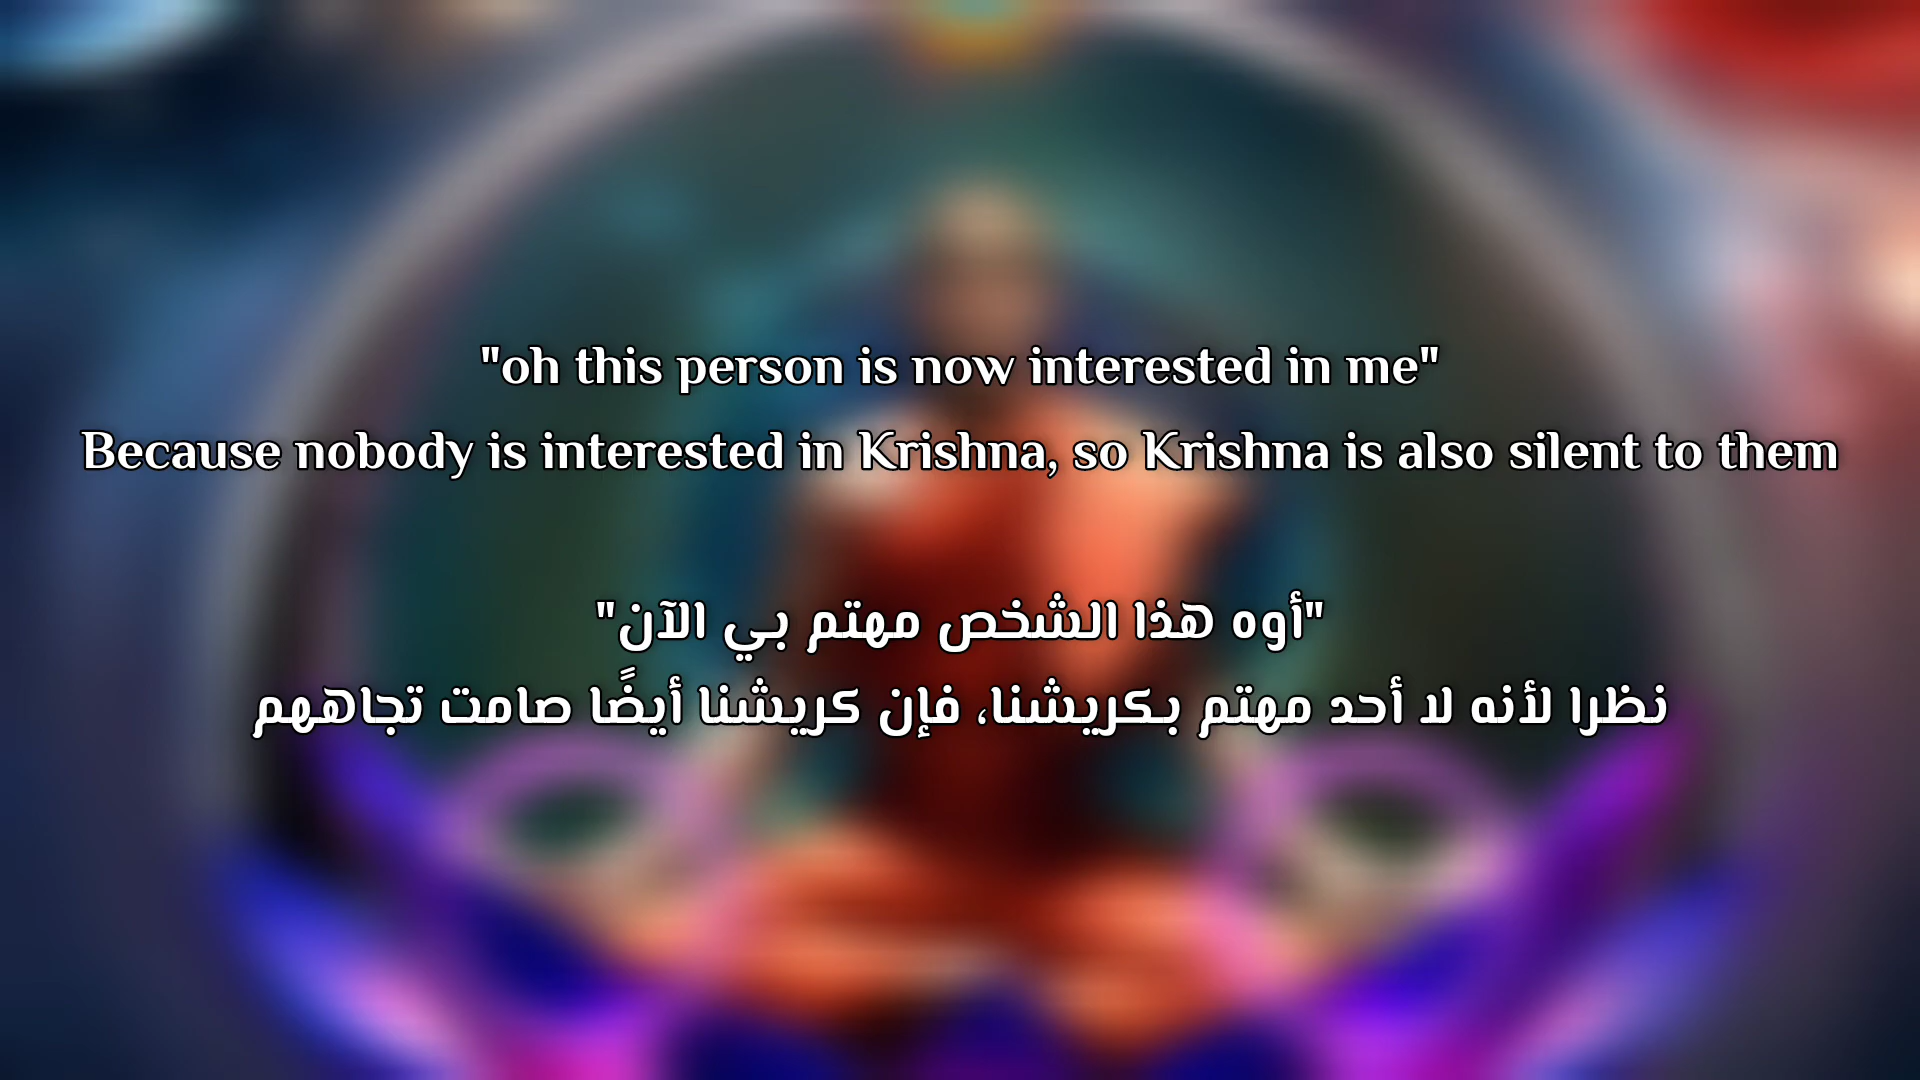 "oh this person is now interested in me"
Because nobody is interested in Krishna, so Krishna is also silent to them
"أوه هذا الشخص مهتم بي الآن"
نظرا لأنه لا أحد مهتم بكريشنا، فإن كريشنا أيضًا صامت تجاههم